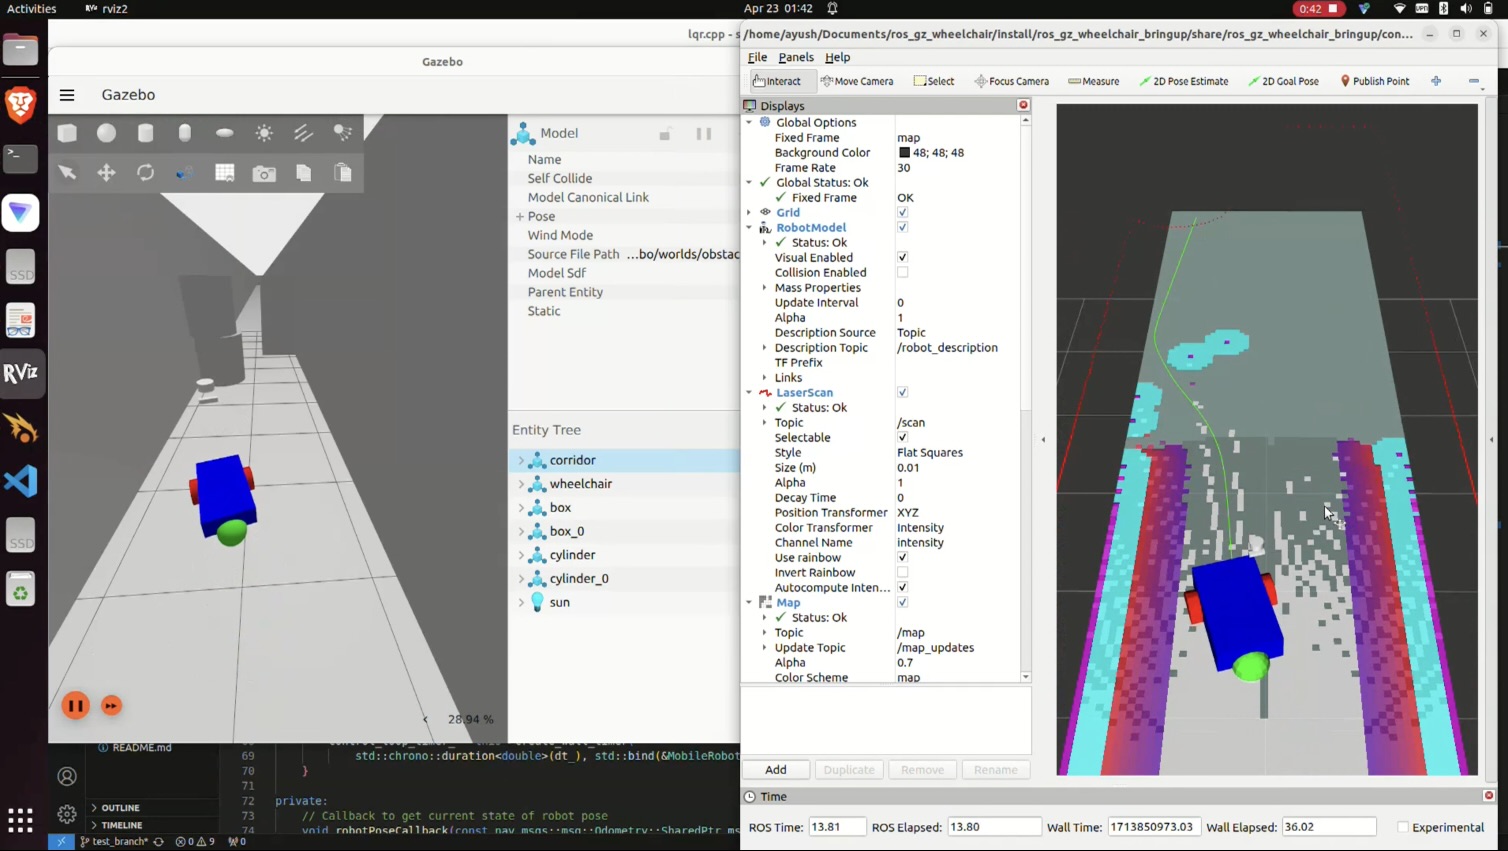 Activities
rviz2
Apr 23 01:42
0:42
lqr.cpp - s
Gazebo
Gazebo
Model
Name
Self Collide
Model Canonical Link
Pose
Wind Mode
Source File Path ...bo/worlds/obstac
Model Sdf
Parent Entity
Static
Entity Tree
corridor
wheelchair
box
box_0
cylinder
cylinder_0
sun
28.94 %
SSD
RViz
SSD
README.md
OUTLINE
TIMELINE
69 std::chrono::duration<double>(dt_), std::bind(&MobileRobot
70 }
71
72 private:
73 // Callback to get current state of robot pose
74 void robotPoseCallback(const nav_msgs::msg::Odometry::SharedPtr ms
test_branch* 0 9 0
/home/ayush/Documents/ros_gz_wheelchair/install/ros_gz_wheelchair_bringup/share/ros_gz_wheelchair_bringup/con...
File Panels Help
Interact Move Camera Select Focus Camera Measure 2D Pose Estimate 2D Goal Pose Publish Point
Displays
Global Options
Fixed Frame map
Background Color 48; 48; 48
Frame Rate 30
Global Status: Ok
Fixed Frame OK
Grid
RobotModel
Status: Ok
Visual Enabled
Collision Enabled
Mass Properties
Update Interval 0
Alpha 1
Description Source Topic
Description Topic /robot_description
TF Prefix
Links
LaserScan
Status: Ok
Topic /scan
Selectable
Style Flat Squares
Size (m) 0.01
Alpha 1
Decay Time 0
Position Transformer XYZ
Color Transformer Intensity
Channel Name intensity
Use rainbow
Invert Rainbow
Autocompute Inten...
Map
Status: Ok
Topic /map
Update Topic /map_updates
Alpha 0.7
Color Scheme map
Add Duplicate Remove Rename
Time
ROS Time: 13.81 ROS Elapsed: 13.80 Wall Time: 1713850973.03 Wall Elapsed: 36.02 Experimental